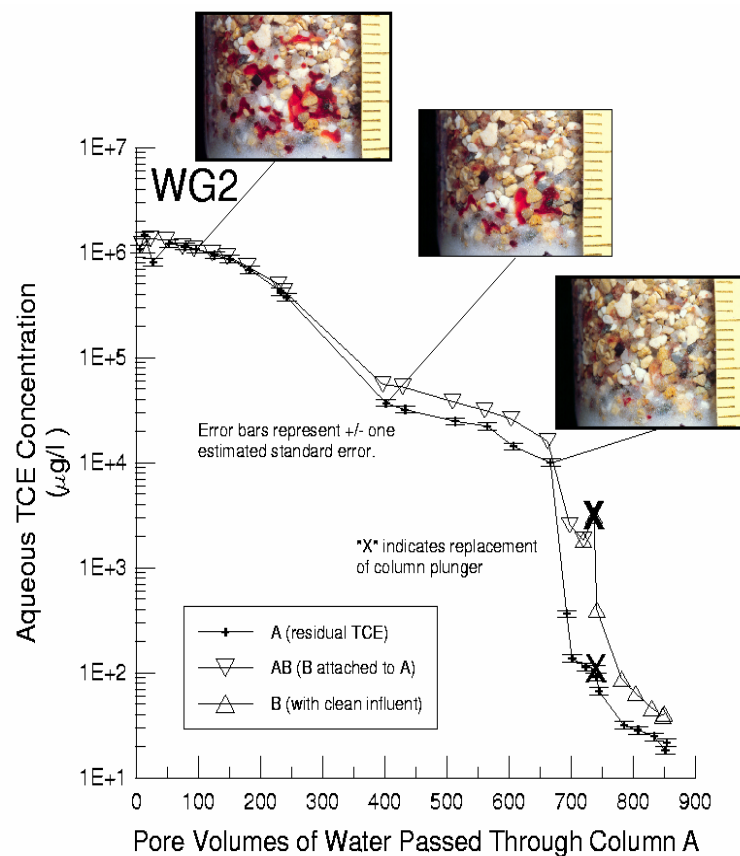 WG2
1E+7
1E+6
1E+5
1E+4
1E+3
1E+2
1E+1
Aqueous TCE Concentration
(μg/l)
Error bars represent +/- one
estimated standard error.
X
"X" indicates replacement
of column plunger
X
A (residual TCE)
AB (B attached to A)
B (with clean influent)
0 100 200 300 400 500 600 700 800 900
Pore Volumes of Water Passed Through Column A